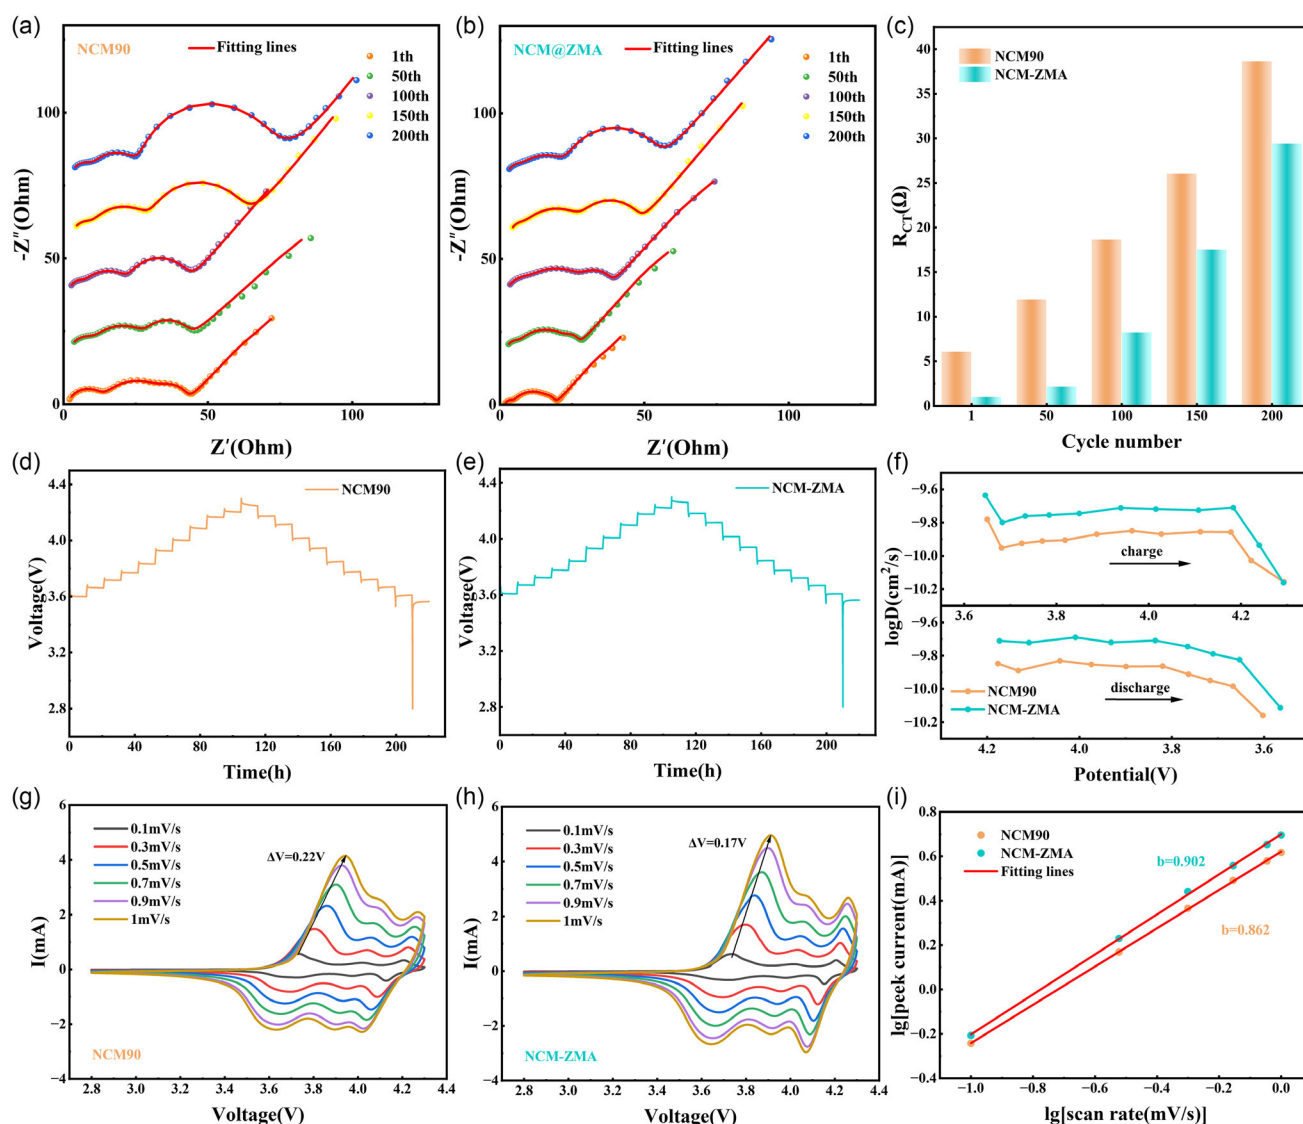 (a)
NCM90
Fitting lines
1th
50th
100th
150th
200th
100
50
0
0
50
100
-Z''(Ohm)
Z'(Ohm)
(b)
NCM@ZMA
Fitting lines
1th
50th
100th
150th
200th
100
50
0
0
50
100
-Z''(Ohm)
Z'(Ohm)
(c)
NCM90
NCM-ZMA
40
35
30
25
20
15
10
5
0
1
50
100
150
200
RCT(Ω)
Cycle number
(d)
NCM90
4.4
4.0
3.6
3.2
2.8
0
40
80
120
160
200
Voltage(V)
Time(h)
(e)
NCM-ZMA
4.4
4.0
3.6
3.2
2.8
0
40
80
120
160
200
Voltage(V)
Time(h)
(f)
−9.6
−9.8
−10.0
−10.2
charge
3.6
3.8
4.0
4.2
−9.6
−9.8
−10.0
−10.2
NCM90
NCM-ZMA
discharge
4.2
4.0
3.8
3.6
logD(cm2/s)
Potential(V)
(g)
0.1mV/s
0.3mV/s
0.5mV/s
0.7mV/s
0.9mV/s
1mV/s
ΔV=0.22V
NCM90
6
4
2
0
−2
−4
2.8
3.0
3.2
3.4
3.6
3.8
4.0
4.2
4.4
I(mA)
Voltage(V)
(h)
0.1mV/s
0.3mV/s
0.5mV/s
0.7mV/s
0.9mV/s
1mV/s
ΔV=0.17V
NCM-ZMA
6
4
2
0
−2
−4
2.8
3.0
3.2
3.4
3.6
3.8
4.0
4.2
4.4
I(mA)
Voltage(V)
(i)
NCM90
NCM-ZMA
Fitting lines
b=0.902
b=0.862
0.8
0.6
0.4
0.2
0.0
−0.2
−0.4
−1.0
−0.8
−0.6
−0.4
−0.2
0.0
lg[peek current(mA)]
lg[scan rate(mV/s)]